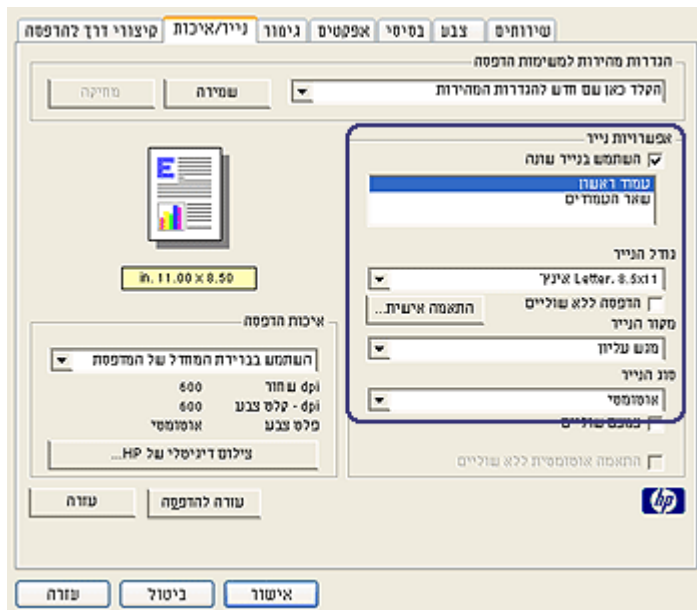 קיצורי דרך להדפסה נייר/איכות גימור אפקטים בסיסי צבע שירותים
הגדרות מהירות למשימות הדפסה
הקלד כאן שם חדש להגדרות המהירות
שמירה
מחיקה
אפשרויות נייר
השתמש בנייר שונה
עמוד ראשון
שאר העמודים
גודל הנייר
Letter, 8.5x11 אינץ'
הדפסה ללא שוליים
התאמה אישית...
מקור הנייר
מגש עליון
סוג הנייר
אוטומטי
צמצם שוליים
התאמה אוטומטית ללא שוליים
E
in. 11.00 × 8.50
איכות הדפסה
השתמש בברירת המחדל של המדפסת
dpi שחור 600
dpi - קלט צבע 600
פלט צבע אוטומטי
צילום דיגיטלי של HP...
hp
עזרה להדפסה
עזרה
אישור
ביטול
עזרה